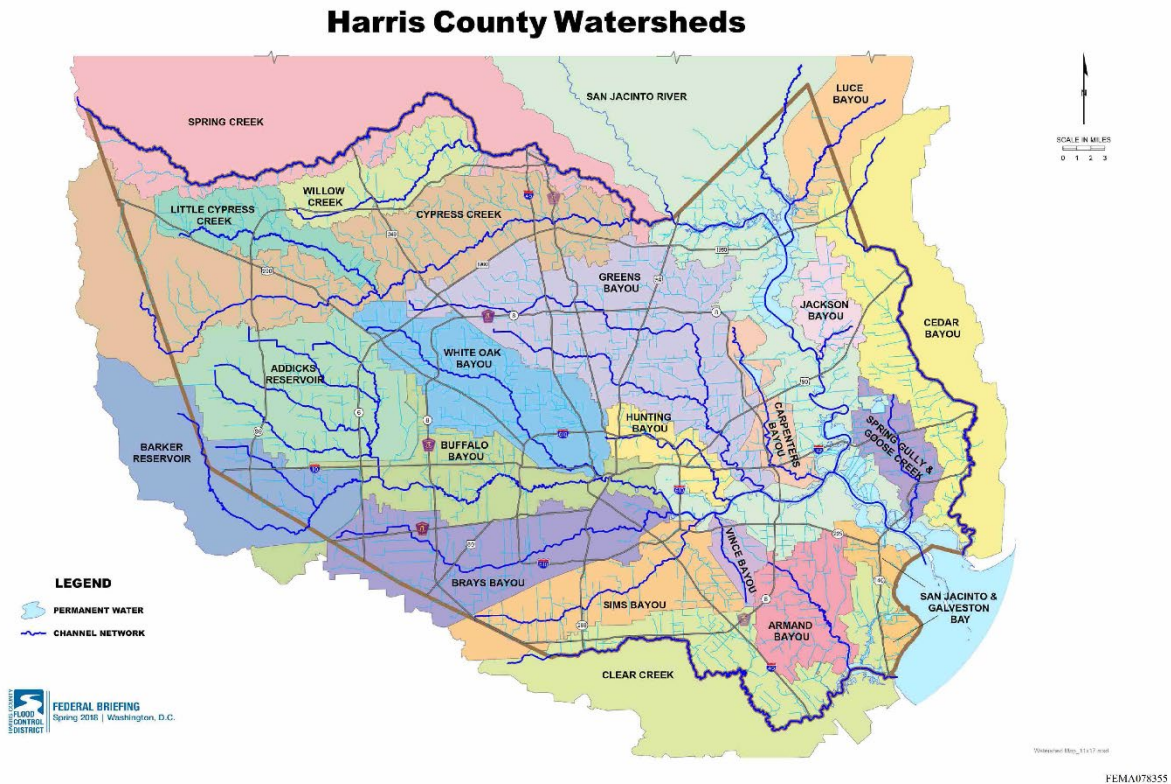 Harris County Watersheds
LUCE
BAYOU
SAN JACINTO RIVER
SPRING CREEK
SCALE IN MILES
0 1 2 3
WILLOW
CREEK
LITTLE CYPRESS
CREEK
CYPRESS CREEK
GREENS
BAYOU
JACKSON
BAYOU
CEDAR
BAYOU
WHITE OAK
BAYOU
ADDICKS
RESERVOIR
HUNTING
BAYOU
CARPENTERS
BAYOU
SPRING GULLY &
GOOSE CREEK
BARKER
RESERVOIR
BUFFALO
BAYOU
VINCE BAYOU
BRAYS BAYOU
SIMS BAYOU
ARMAND
BAYOU
SAN JACINTO &
GALVESTON
BAY
CLEAR CREEK
LEGEND
PERMANENT WATER
CHANNEL NETWORK
HARRIS COUNTY
FLOOD
CONTROL
DISTRICT
FEDERAL BRIEFING
Spring 2018 | Washington, D.C.
FEMA078355